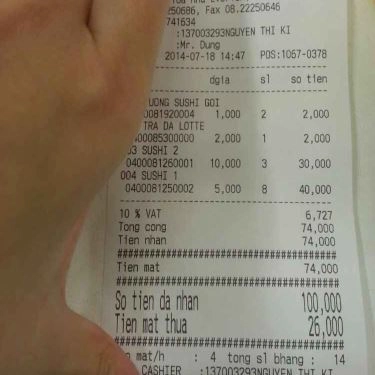 250686, Fax 08.22250646
741634
:137003293NGUYEN THI KI
:Mr. Dung
2014-07-18 14:47 POS:1067-0378
dgia sl so tien
UONG SUSHI GOI
0081920004 1,000 2 2,000
TRA DA LOTTE
00085300000 2,000 1 2,000
03 SUSHI 2
0400081260001 10,000 3 30,000
004 SUSHI 1
0400081250002 5,000 8 40,000
10 % VAT 6,727
Tong cong 74,000
Tien nhan 74,000
Tien mat 74,000
So tien da nhan 100,000
Tien mat thua 26,000
mat/h : 4 tong sl bhang : 14
CASHIER :137003293NGUYEN THI KI